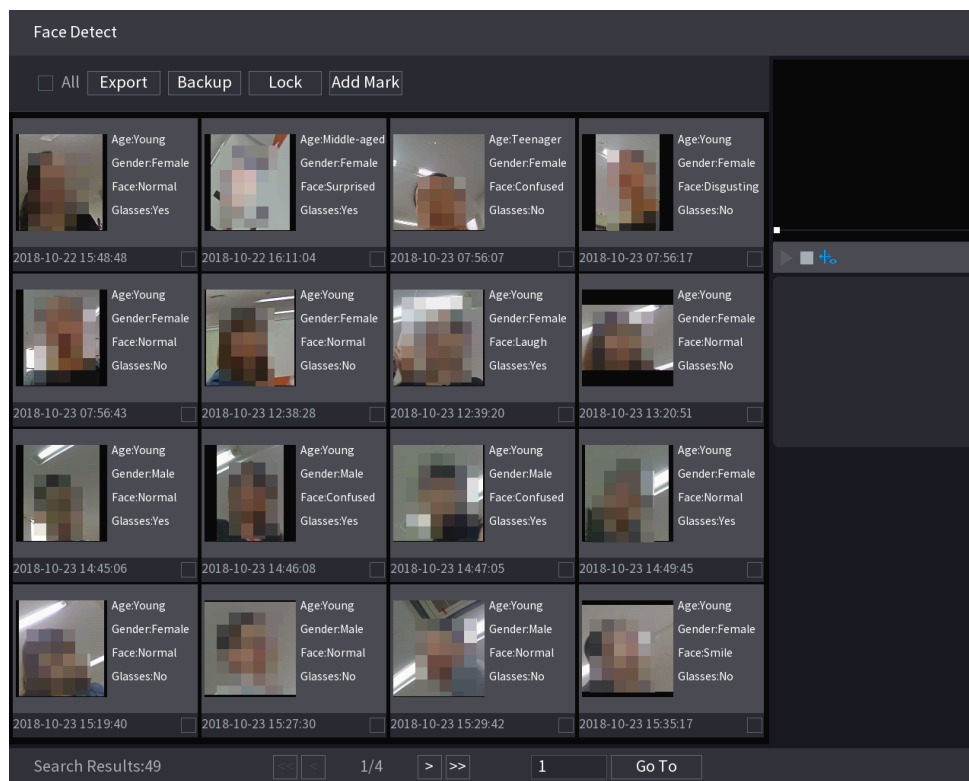 Face Detect
All Export Backup Lock Add Mark
Age:Young
Gender:Female
Face:Normal
Glasses:Yes
2018-10-22 15:48:48
Age:Middle-aged
Gender:Female
Face:Surprised
Glasses:Yes
2018-10-22 16:11:04
Age:Teenager
Gender:Female
Face:Confused
Glasses:No
2018-10-23 07:56:07
Age:Young
Gender:Female
Face:Disgusting
Glasses:No
2018-10-23 07:56:17
Age:Young
Gender:Female
Face:Normal
Glasses:No
2018-10-23 07:56:43
Age:Young
Gender:Female
Face:Normal
Glasses:No
2018-10-23 12:38:28
Age:Young
Gender:Female
Face:Laugh
Glasses:Yes
2018-10-23 12:39:20
Age:Young
Gender:Female
Face:Normal
Glasses:No
2018-10-23 13:20:51
Age:Young
Gender:Male
Face:Normal
Glasses:Yes
2018-10-23 14:45:06
Age:Young
Gender:Male
Face:Confused
Glasses:Yes
2018-10-23 14:46:08
Age:Young
Gender:Male
Face:Confused
Glasses:Yes
2018-10-23 14:47:05
Age:Young
Gender:Female
Face:Normal
Glasses:Yes
2018-10-23 14:49:45
Age:Young
Gender:Female
Face:Normal
Glasses:No
2018-10-23 15:19:40
Age:Young
Gender:Male
Face:Normal
Glasses:No
2018-10-23 15:27:30
Age:Young
Gender:Male
Face:Normal
Glasses:No
2018-10-23 15:29:42
Age:Young
Gender:Female
Face:Smile
Glasses:No
2018-10-23 15:35:17
Search Results:49 << < 1/4 > >> 1 Go To